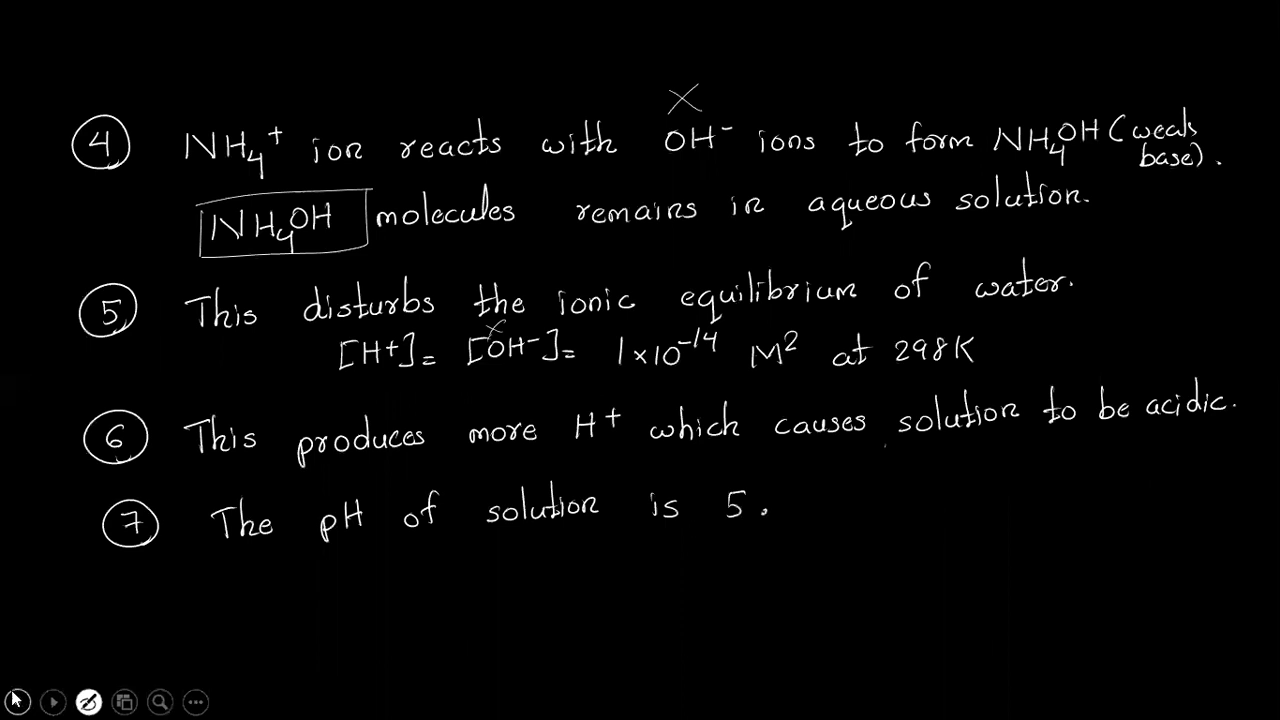 4 NH₄⁺ ion reacts with OH⁻ ions to form NH₄OH (weak base).
NH₄OH molecules remains in aqueous solution.
5 This disturbs the ionic equilibrium of water.
[H+]= [OH-]= 1×10⁻¹⁴ M² at 298K
6 This produces more H⁺ which causes solution to be acidic.
7 The pH of solution is 5.